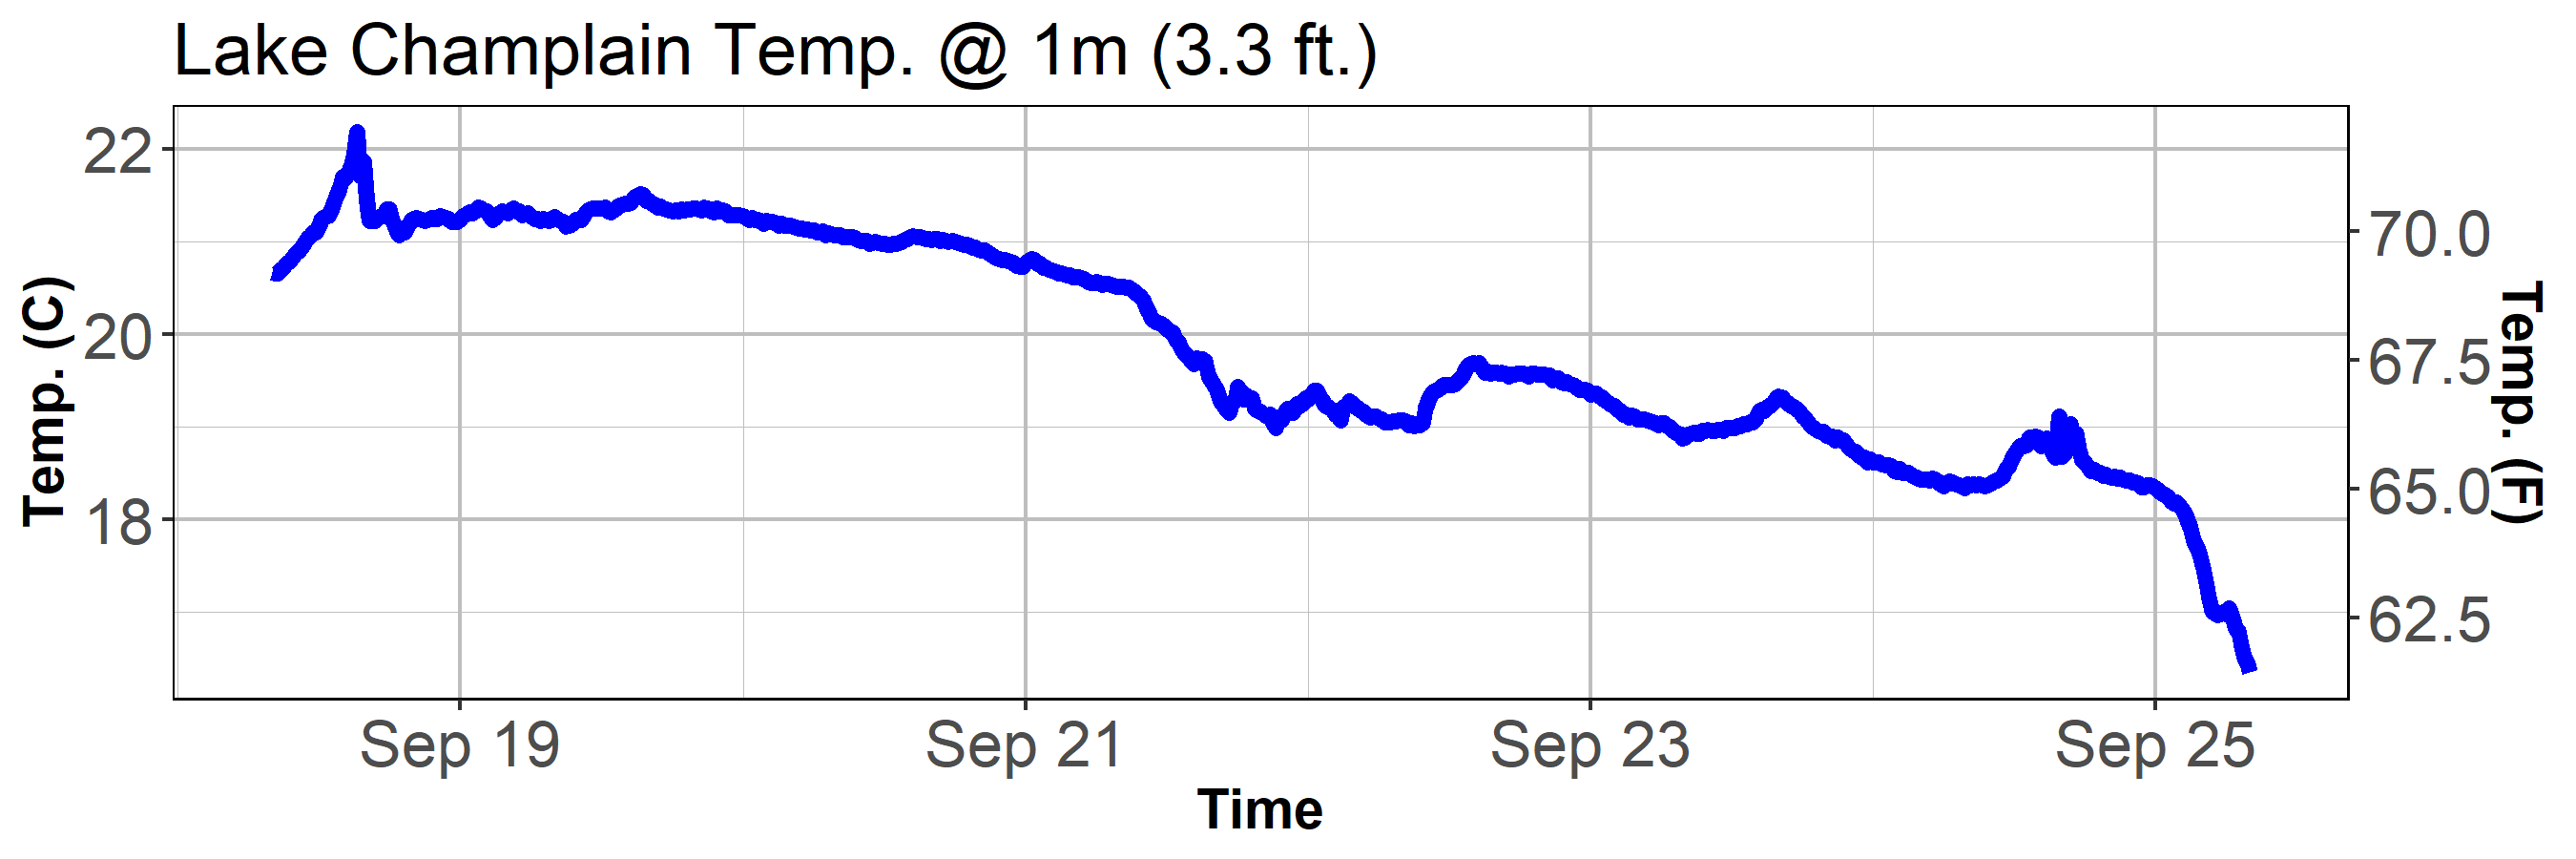 Lake Champlain Temp. @ 1m (3.3 ft.)
Temp. (C)
22
20
18
70.0
67.5
65.0
62.5
Temp. (F)
Sep 19
Sep 21
Sep 23
Sep 25
Time